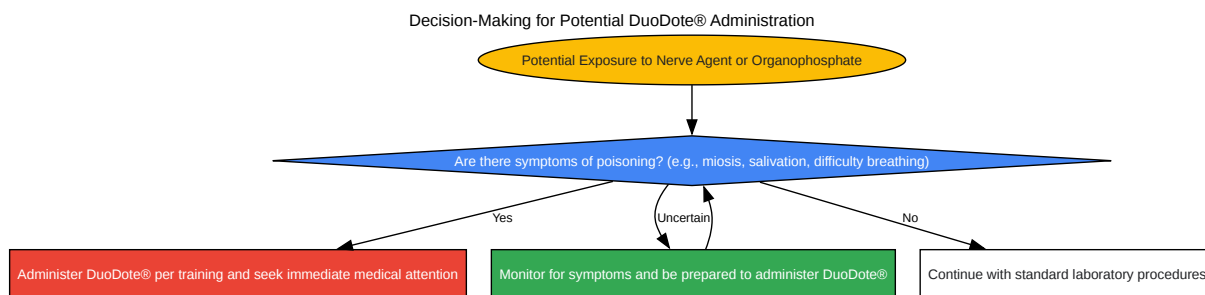 Decision-Making for Potential DuoDote® Administration
Potential Exposure to Nerve Agent or Organophosphate
Are there symptoms of poisoning? (e.g., miosis, salivation, difficulty breathing)
Yes
Uncertain
No
Administer DuoDote® per training and seek immediate medical attention
Monitor for symptoms and be prepared to administer DuoDote®
Continue with standard laboratory procedures